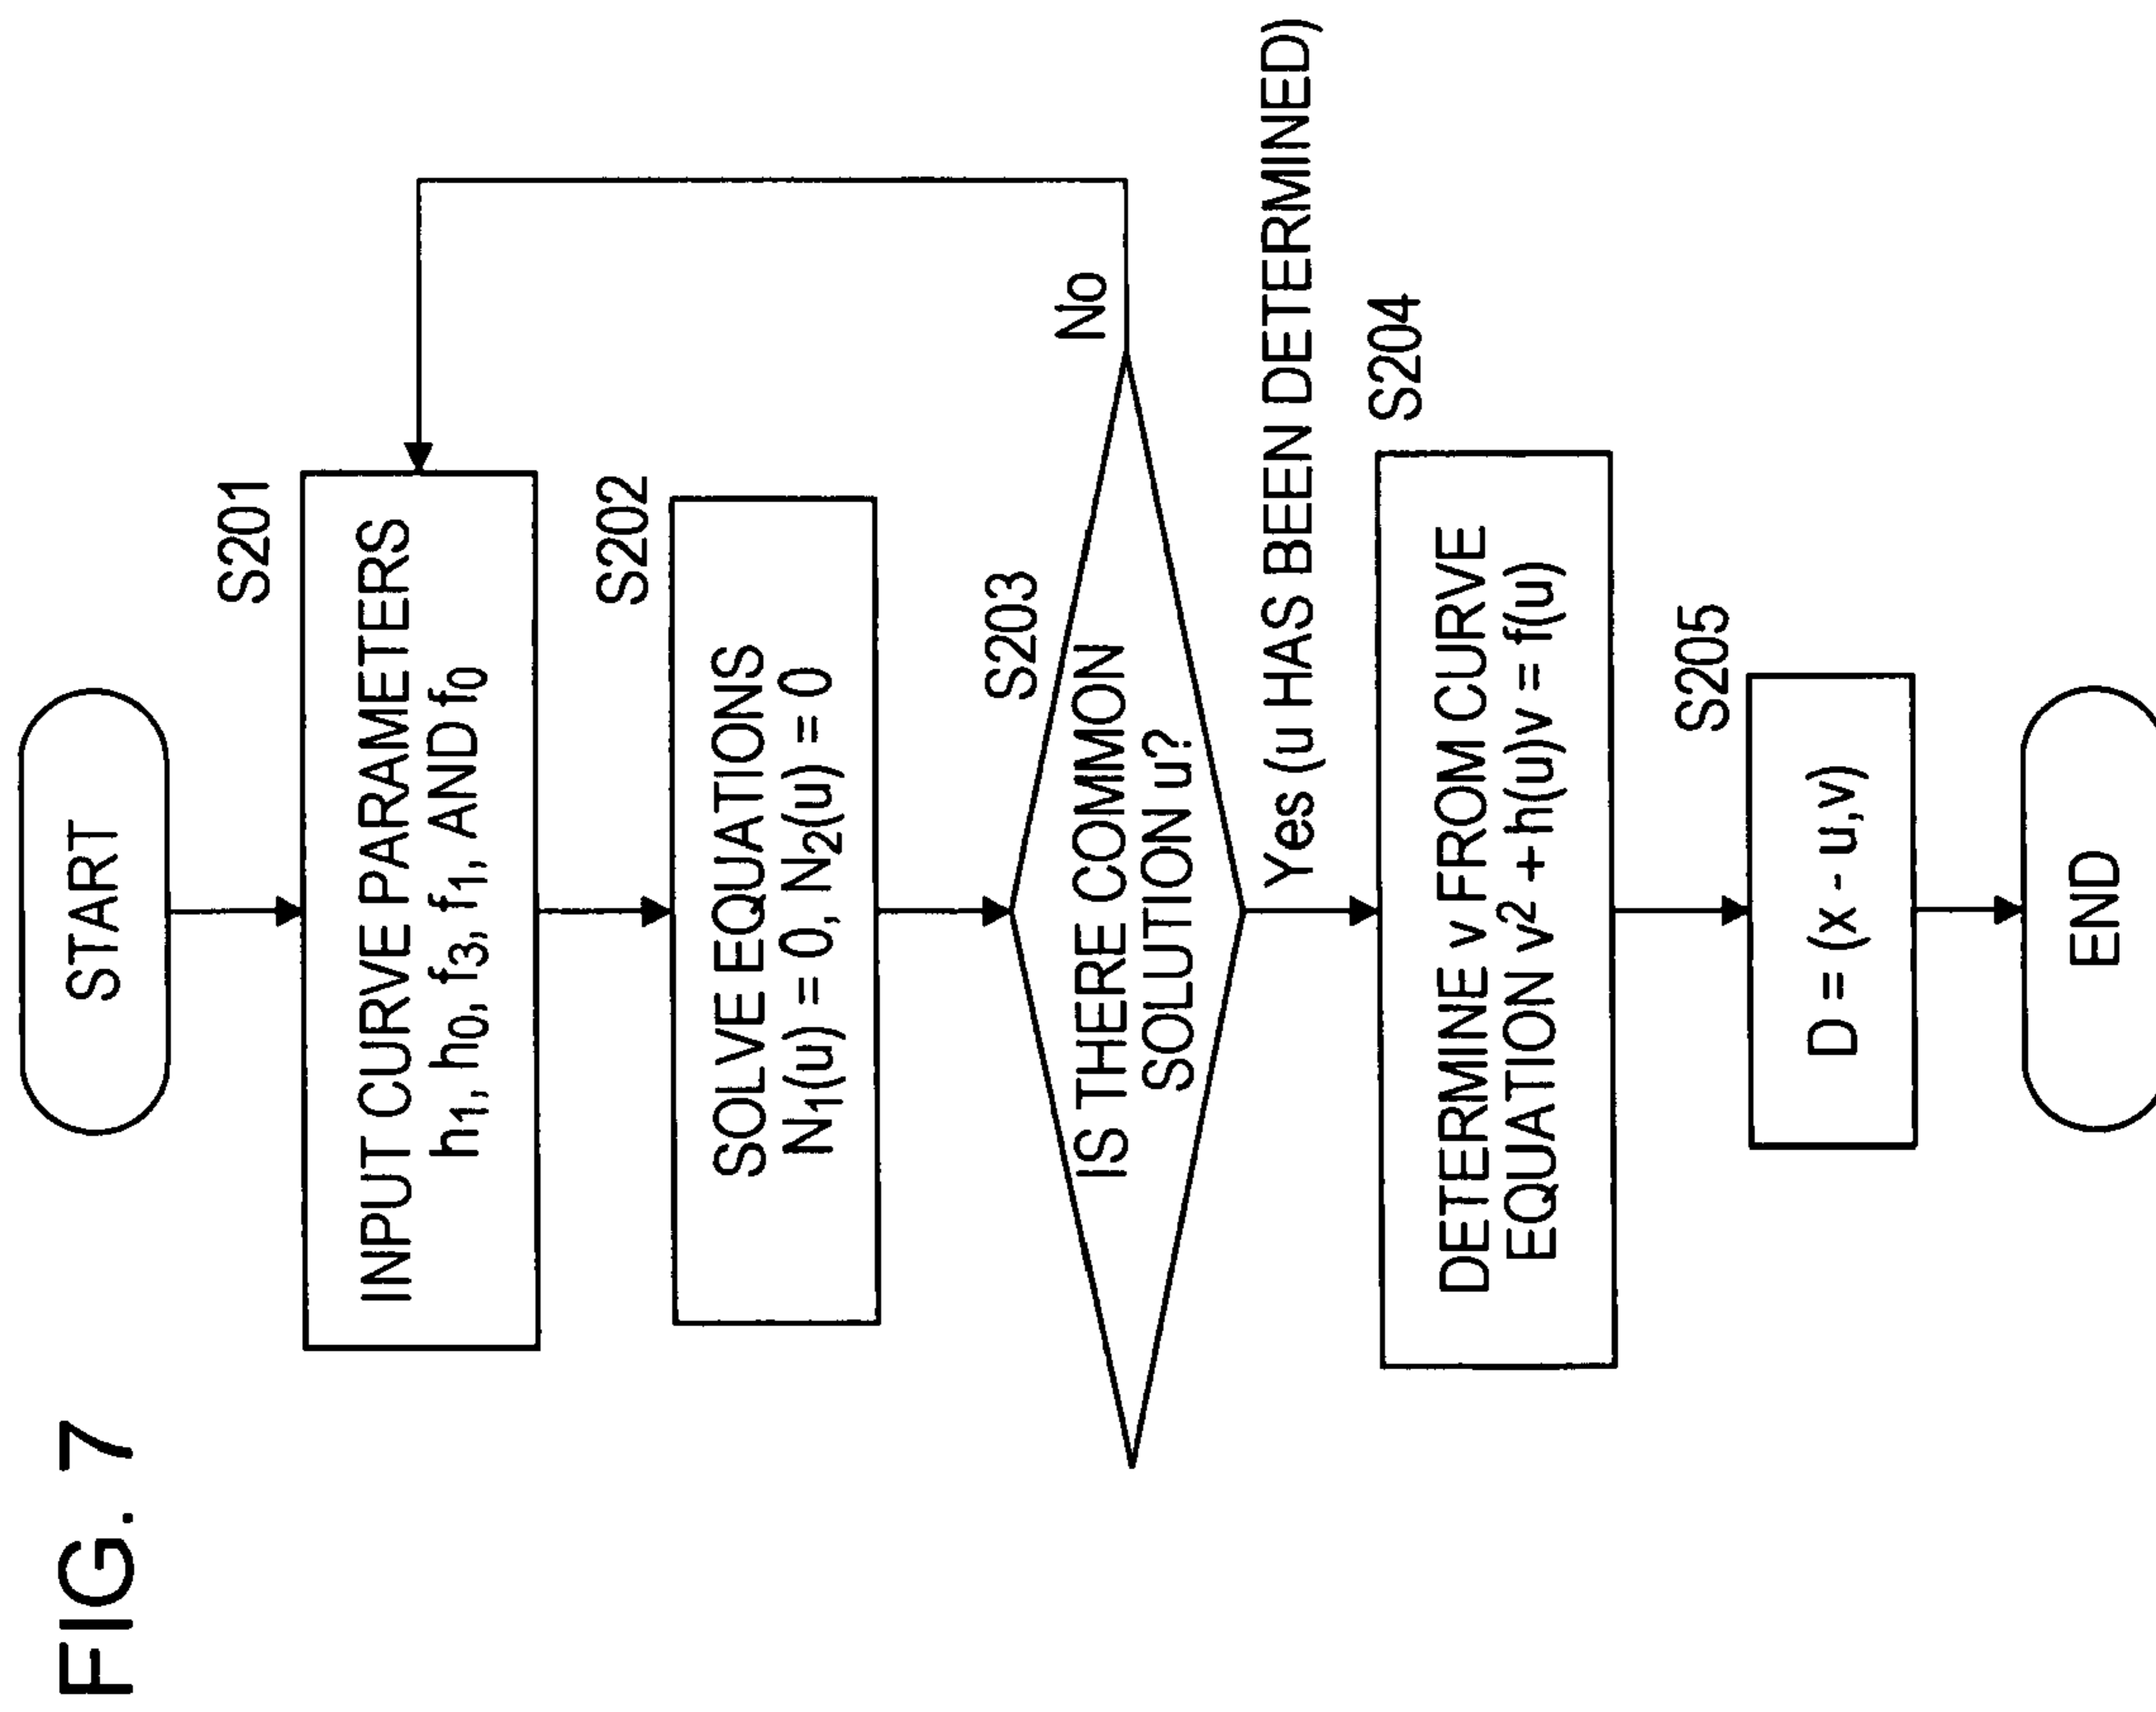 FIG. 7
START
S201
INPUT CURVE PARAMETERS
h₁, h₀, f₃, f₁, AND f₀
S202
SOLVE EQUATIONS
N₁(u) = 0, N₂(u) = 0
S203
IS THERE COMMON
SOLUTION u?
No
Yes (u HAS BEEN DETERMINED)
S204
DETERMINE v FROM CURVE
EQUATION v² + h(u)v = f(u)
S205
D = (x - u,v)
END